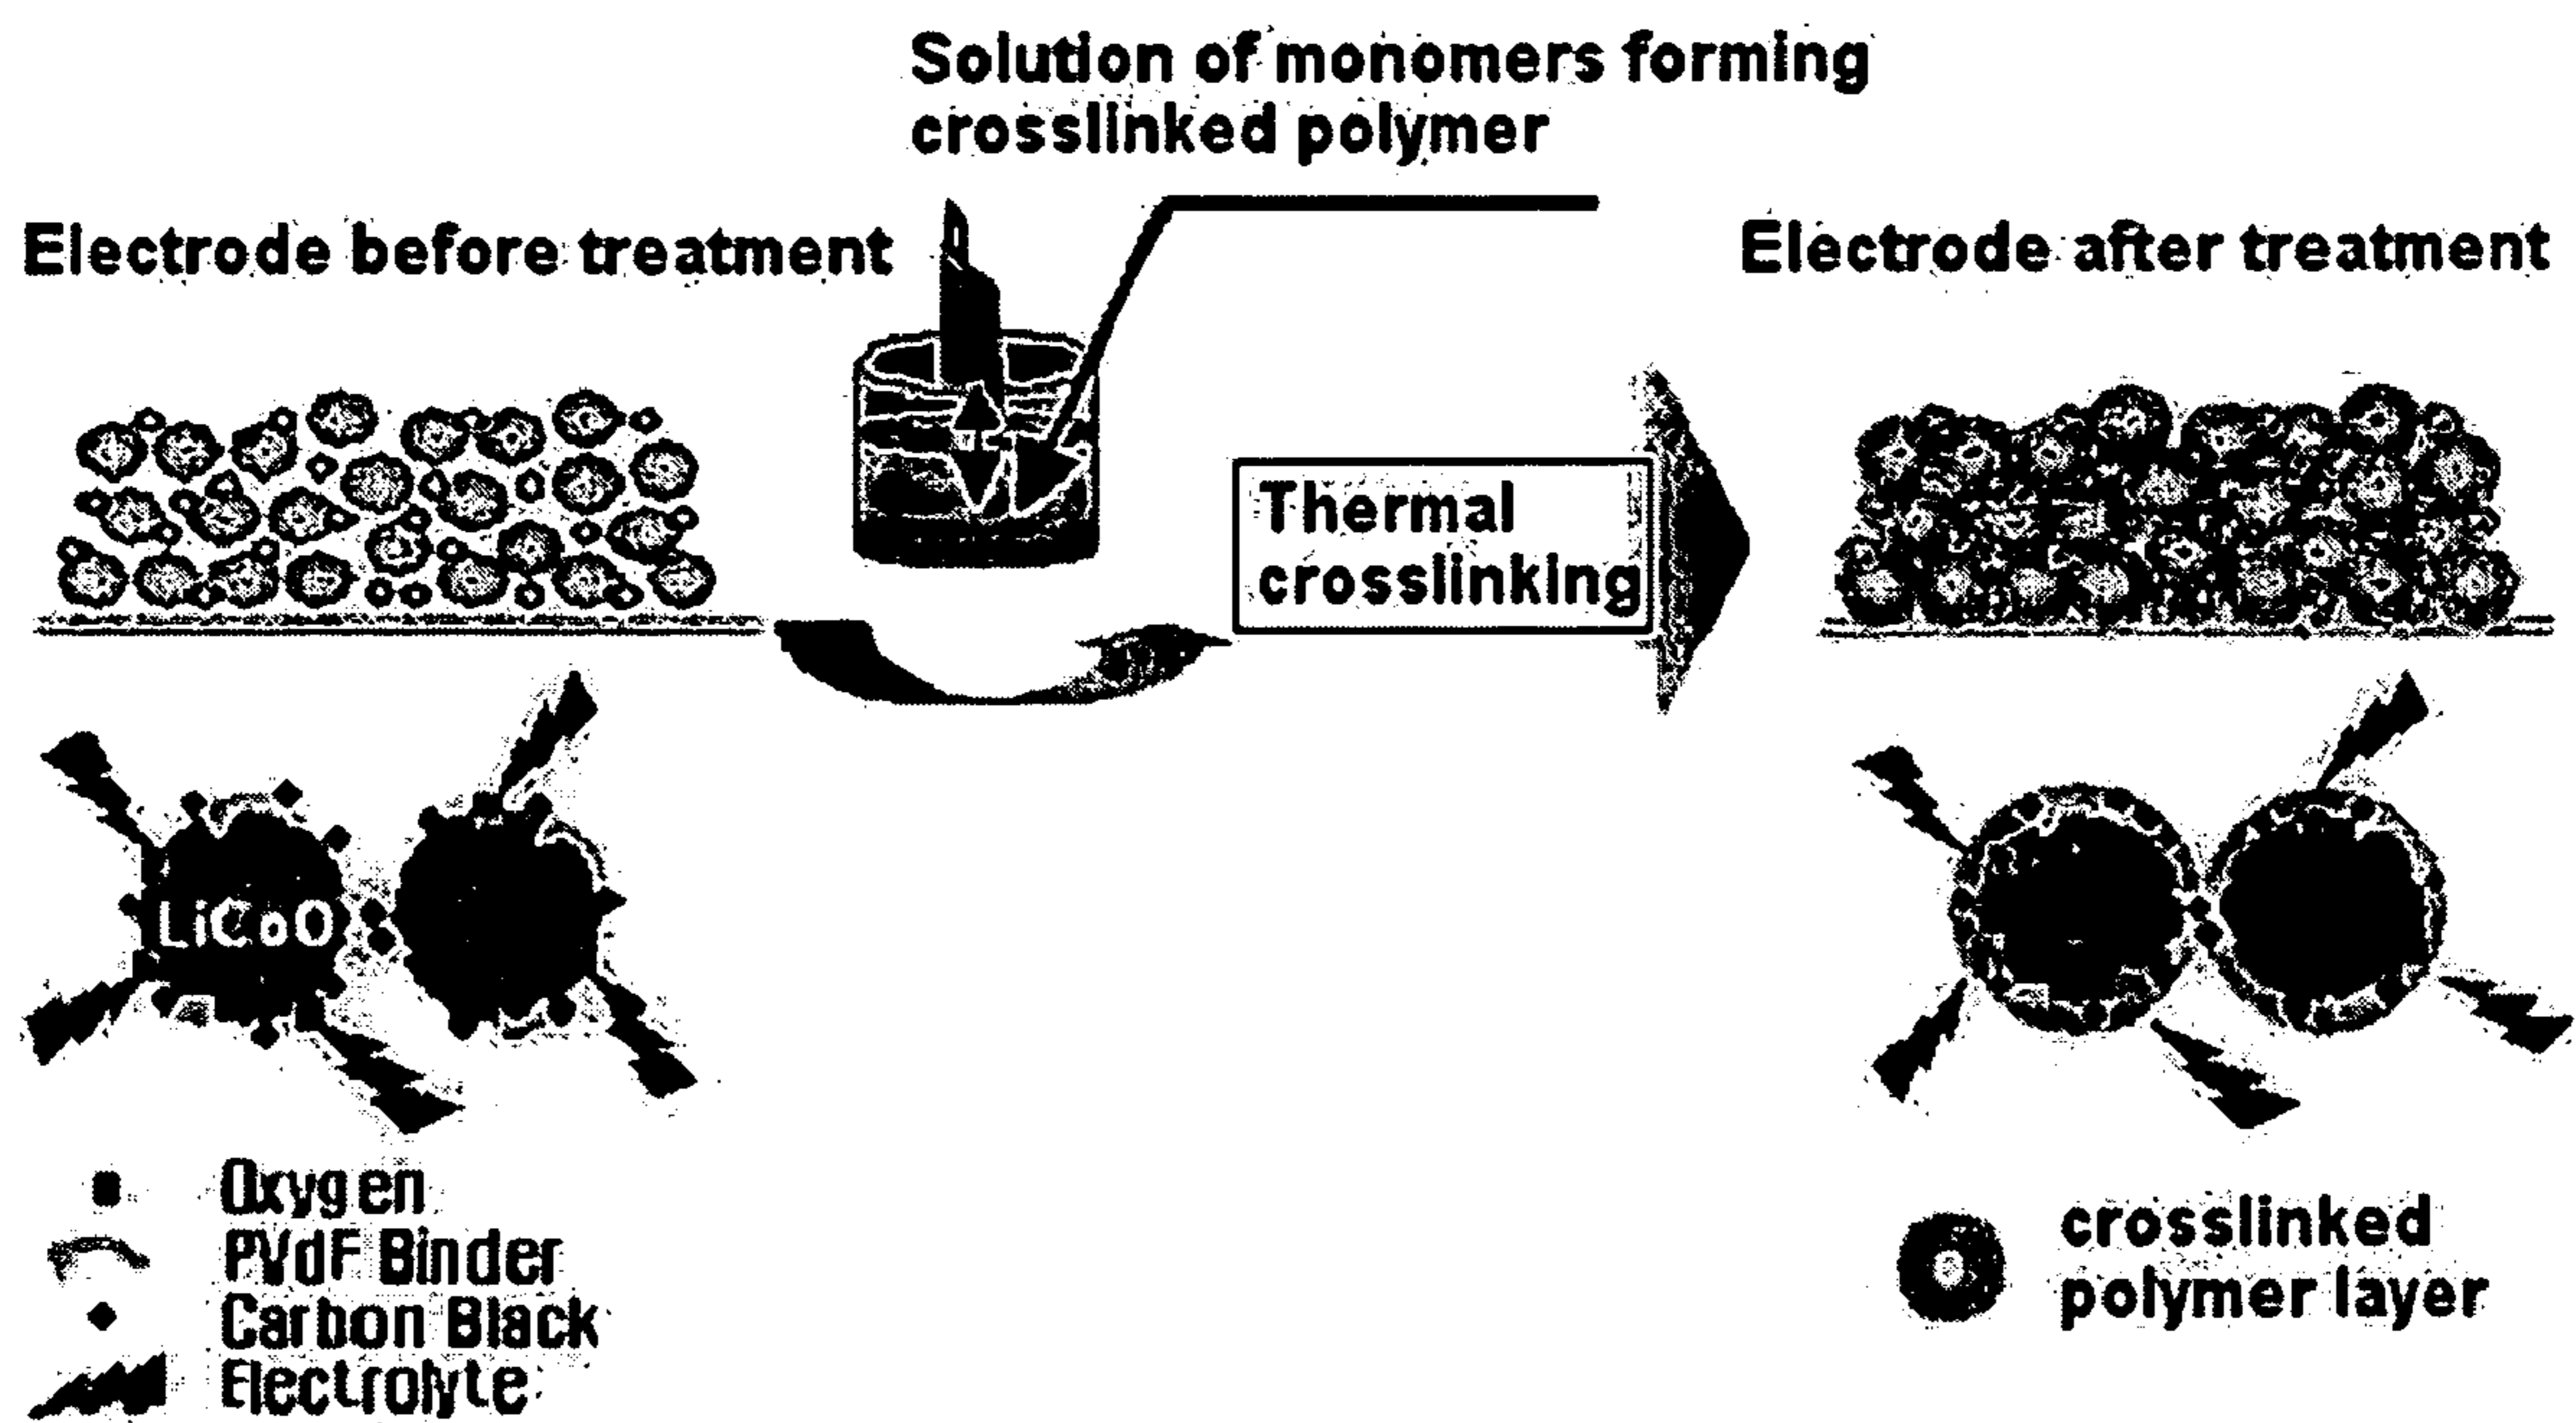 Solution of monomers forming
crosslinked polymer
Electrode before treatment
Electrode after treatment
Thermal
crosslinking
LiCoO
Oxygen
PVdF Binder
Carbon Black
Electrolyte
crosslinked
polymer layer